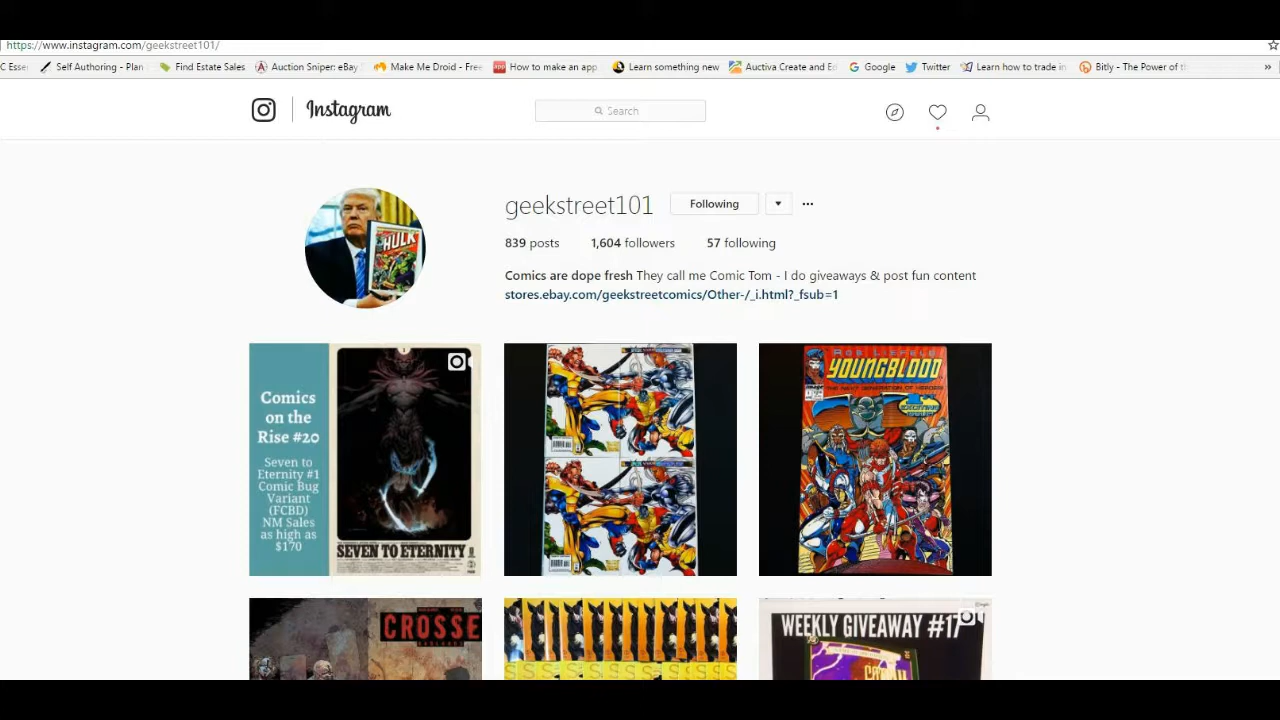 https://www.instagram.com/geekstreet101/
C Esse
Self Authoring - Plan
Find Estate Sales
Auction Sniper: eBay
Make Me Droid - Free
How to make an app
Learn something new
Auctiva Create and E
Google
Twitter
Learn how to trade in
Bitly - The Power of th
»
Instagram
Search
geekstreet101
Following
839 posts 1,604 followers 57 following
Comics are dope fresh They call me Comic Tom - I do giveaways & post fun content
stores.ebay.com/geekstreetcomics/Other-/_i.html?_fsub=1
HULK
Comics
on the
Rise #20
Seven to
Eternity #1
Comic Bug
Variant
(FCBD)
NM Sales
as high as
$170
SEVEN TO ETERNITY
ROB LIEFELD'S
YOUNGBLOOD
CROSSE
WEEKLY GIVEAWAY #17